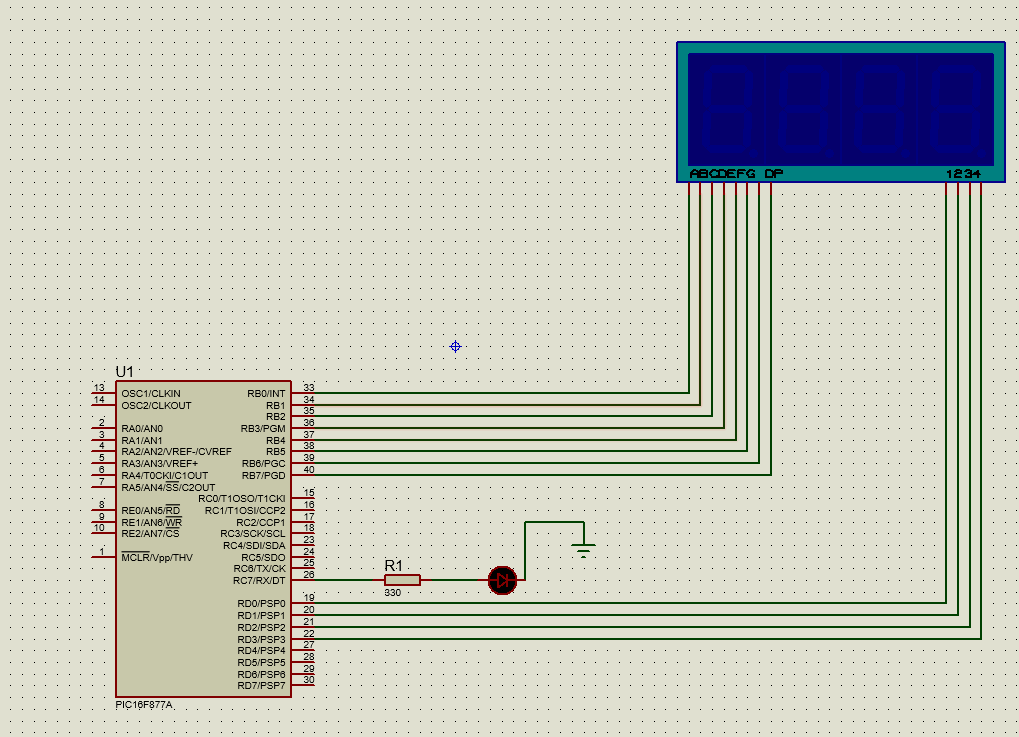 ABCDEFG DP
1234
U1
13
OSC1/CLKIN
14
OSC2/CLKOUT
2
RA0/AN0
3
RA1/AN1
4
RA2/AN2/VREF-/CVREF
5
RA3/AN3/VREF+
6
RA4/T0CKI/C1OUT
7
RA5/AN4/SS/C2OUT
8
RE0/AN5/RD
9
RE1/AN6/WR
10
RE2/AN7/CS
1
MCLR/Vpp/THV
RB0/INT
33
RB1
34
RB2
35
RB3/PGM
36
RB4
37
RB5
38
RB6/PGC
39
RB7/PGD
40
RC0/T1OSO/T1CKI
15
RC1/T1OSI/CCP2
16
RC2/CCP1
17
RC3/SCK/SCL
18
RC4/SDI/SDA
23
RC5/SDO
24
RC6/TX/CK
25
RC7/RX/DT
26
RD0/PSP0
19
RD1/PSP1
20
RD2/PSP2
21
RD3/PSP3
22
RD4/PSP4
27
RD5/PSP5
28
RD6/PSP6
29
RD7/PSP7
30
PIC16F877A
R1
330